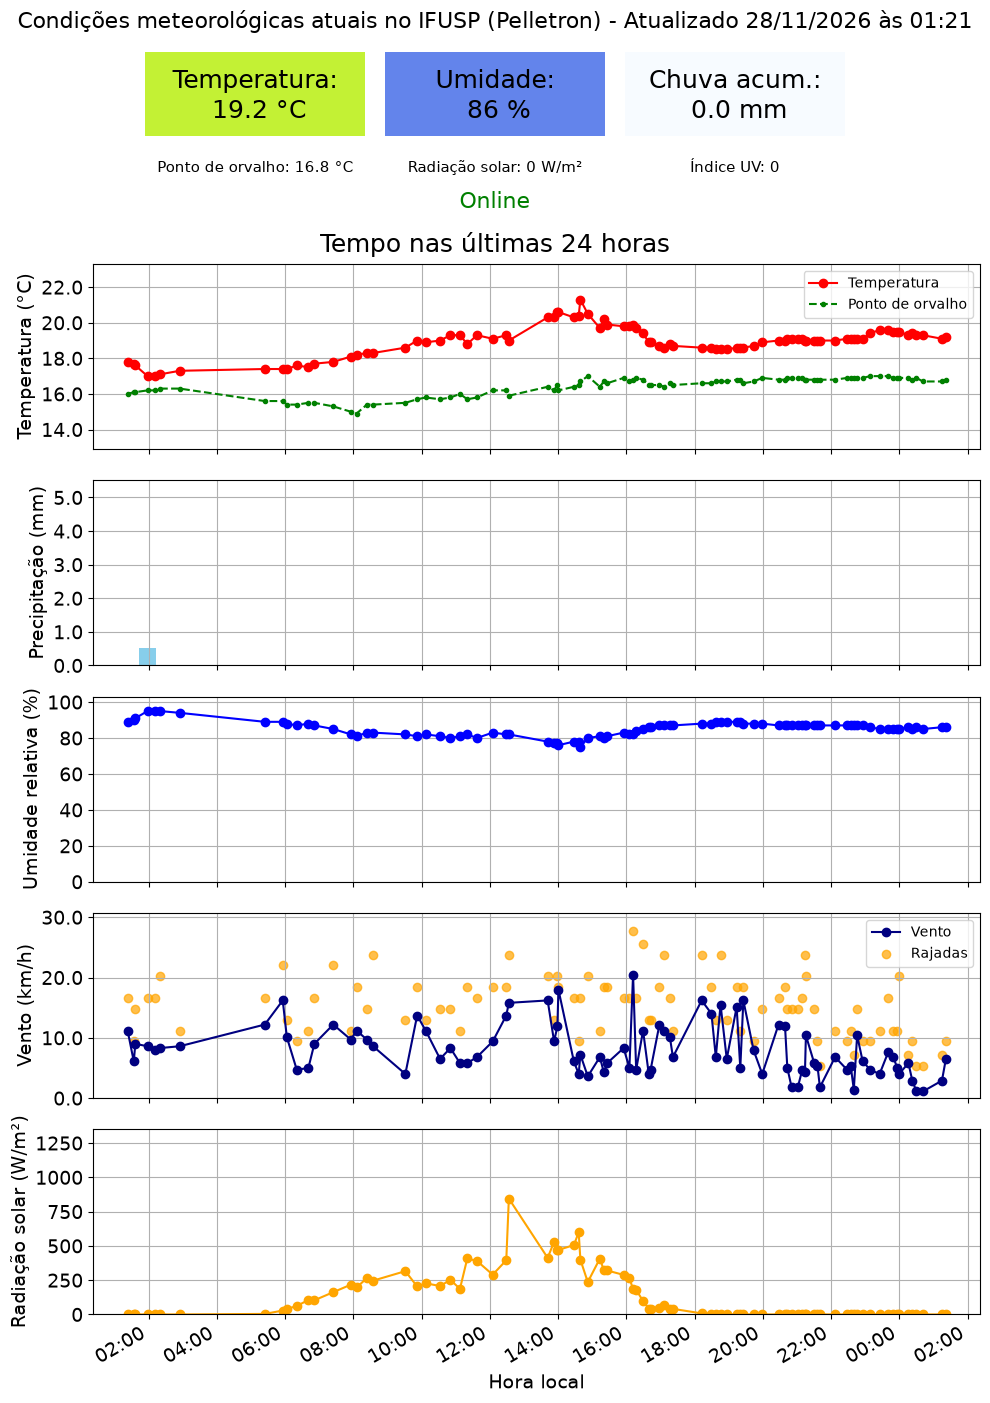 Condições meteorológicas atuais no IFUSP (Pelletron) - Atualizado 28/11/2026 às 01:21
Temperatura:
19.2 °C
Umidade:
86 %
Chuva acum.:
0.0 mm
Ponto de orvalho: 16.8 °C
Radiação solar: 0 W/m²
Índice UV: 0
Online
Tempo nas últimas 24 horas
Temperatura (°C)
22.0
20.0
18.0
16.0
14.0
Temperatura
Ponto de orvalho
Precipitação (mm)
5.0
4.0
3.0
2.0
1.0
0.0
Umidade relativa (%)
100
80
60
40
20
0
Vento (km/h)
30.0
20.0
10.0
0.0
Vento
Rajadas
Radiação solar (W/m²)
1250
1000
750
500
250
0
02:00 04:00 06:00 08:00 10:00 12:00 14:00 16:00 18:00 20:00 22:00 00:00 02:00
Hora local